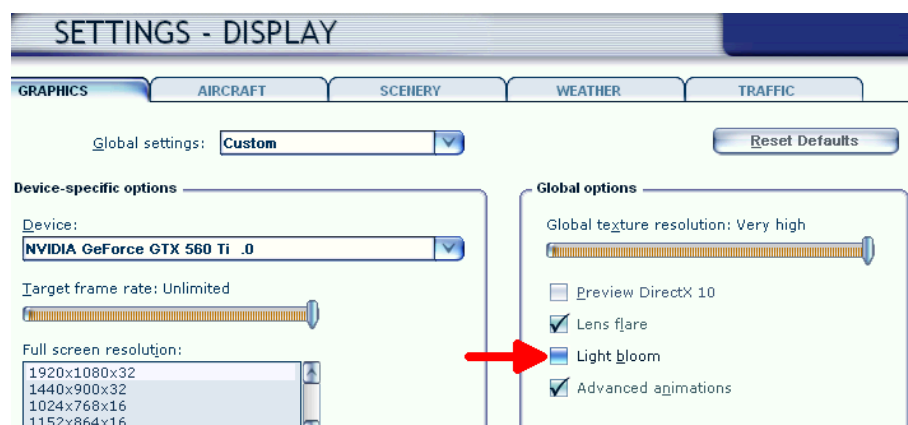 SETTINGS - DISPLAY
GRAPHICS AIRCRAFT SCENERY WEATHER TRAFFIC
Global settings: Custom Reset Defaults
Device-specific options
Device:
NVIDIA GeForce GTX 560 Ti .0
Target frame rate: Unlimited
Full screen resolution:
1920x1080x32
1440x900x32
1024x768x16
1152x864x16
Global options
Global texture resolution: Very high
Preview DirectX 10
Lens flare
Light bloom
Advanced animations